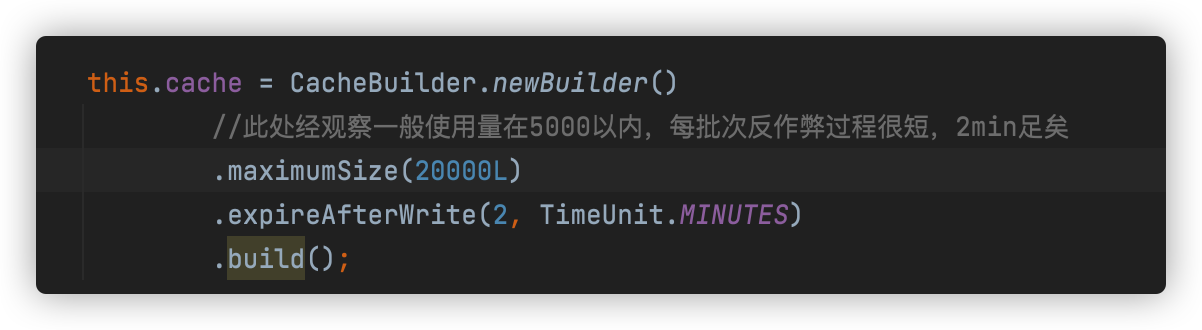 this.cache = CacheBuilder.newBuilder()
//此处经观察一般使用量在5000以内，每批次反作弊过程很短，2min足矣
.maximumSize(20000L)
.expireAfterWrite(2, TimeUnit.MINUTES)
.build();